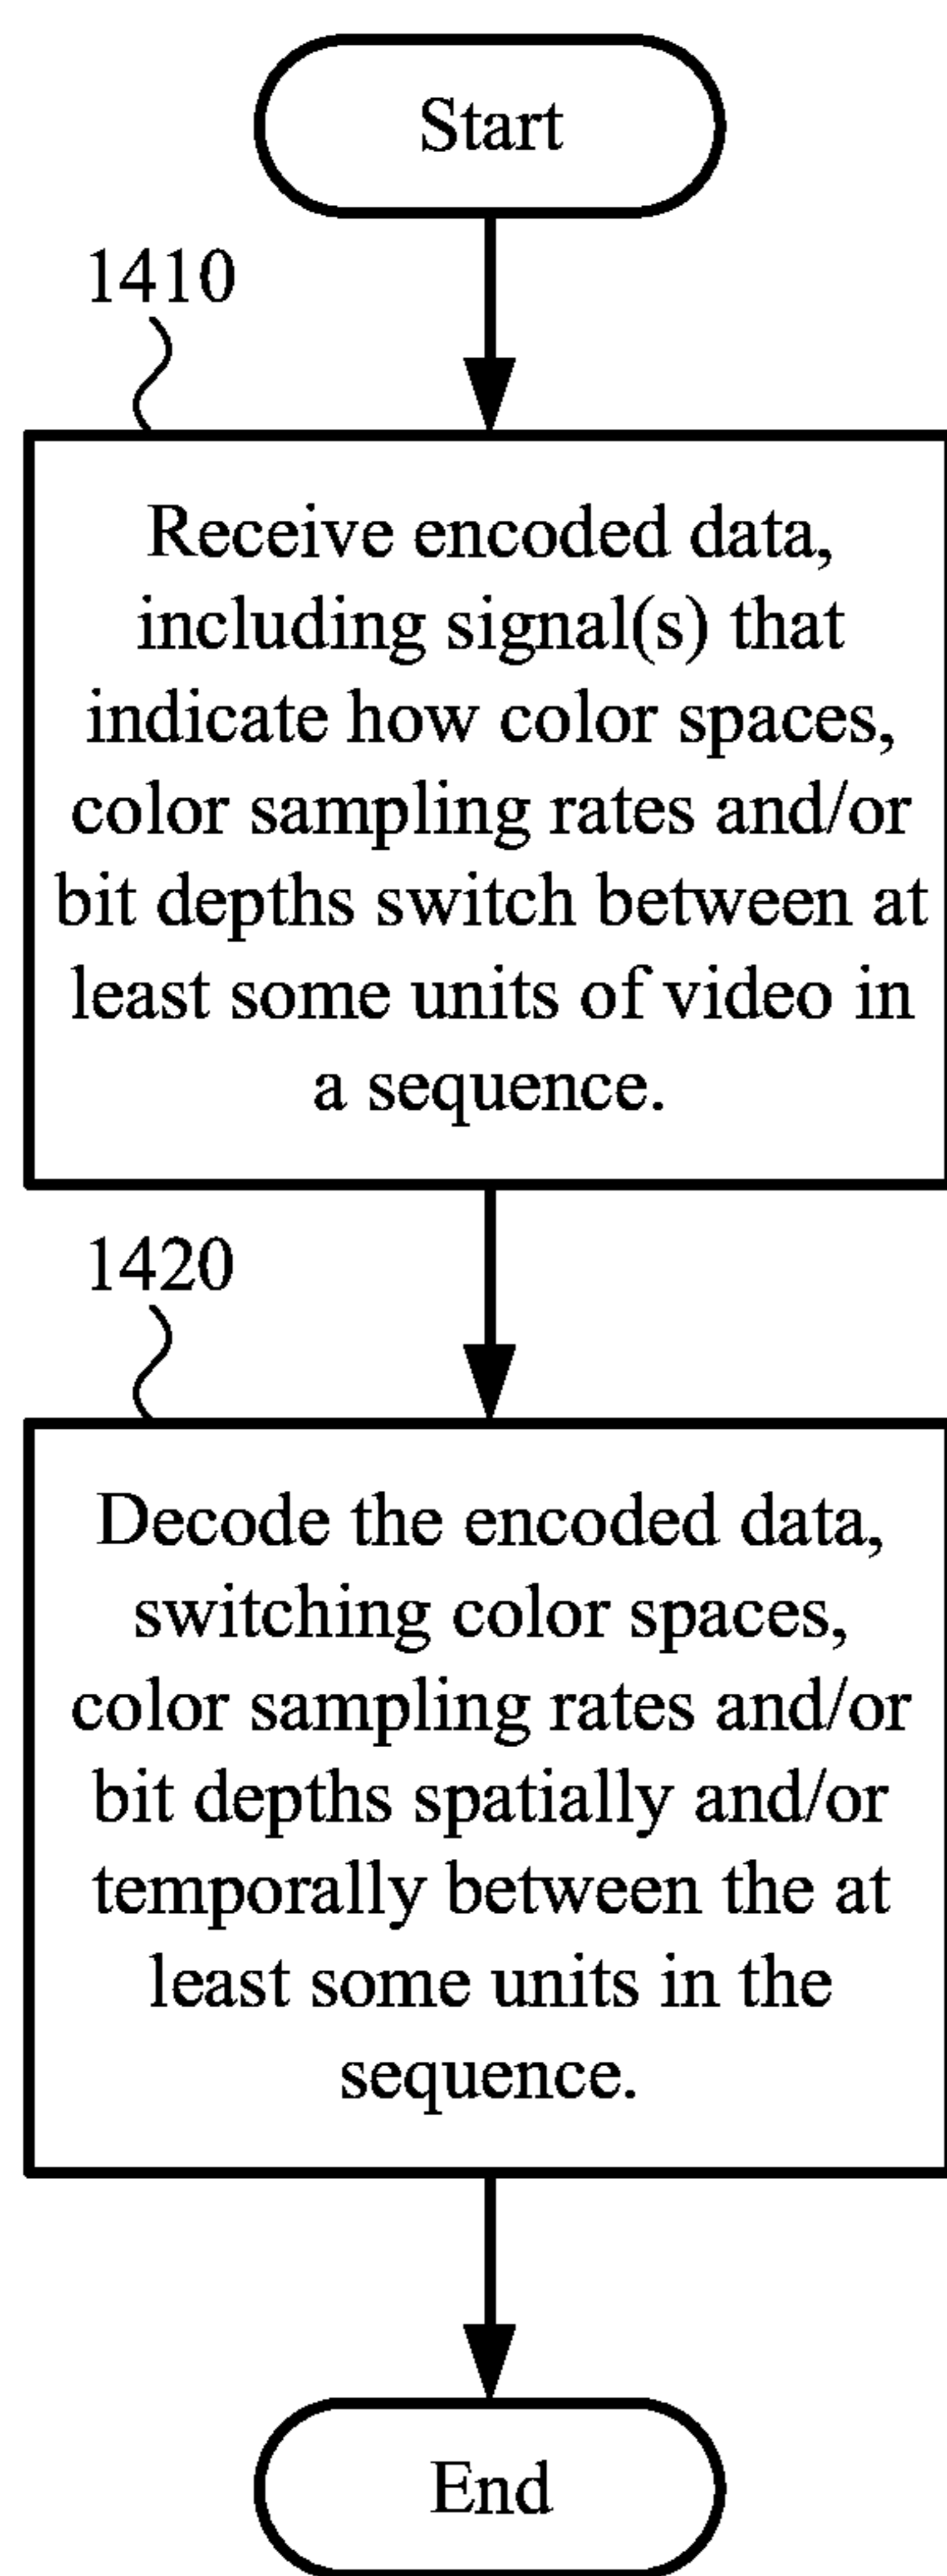 Start
1410
Receive encoded data,
including signal(s) that
indicate how color spaces,
color sampling rates and/or
bit depths switch between at
least some units of video in
a sequence.
1420
Decode the encoded data,
switching color spaces,
color sampling rates and/or
bit depths spatially and/or
temporally between the at
least some units in the
sequence.
End